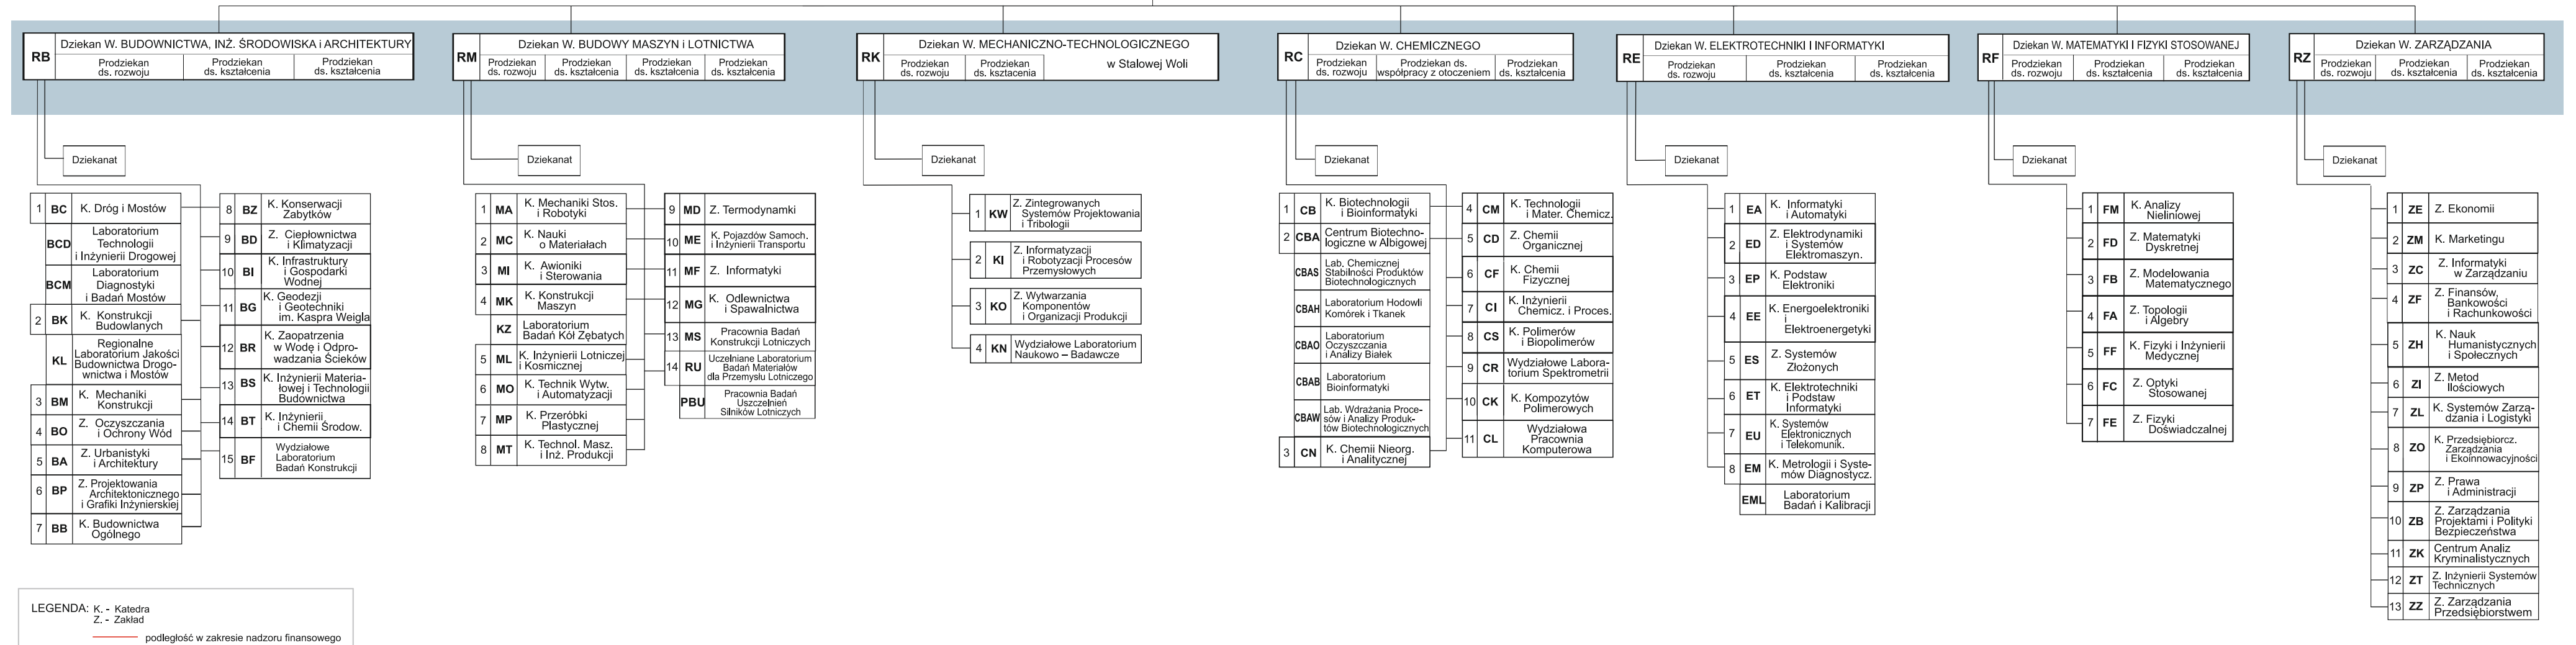 RB
Dziekan W. BUDOWNICTWA, INŻ. ŚRODOWISKA i ARCHITEKTURY
Prodziekan
ds. rozwoju
Prodziekan
ds. kształcenia
Prodziekan
ds. kształcenia
Dziekanat
1 BC K. Dróg i Mostów
BCD Laboratorium
Technologii
i Inżynierii Drogowej
BCM Laboratorium
Diagnostyki
i Badań Mostów
2 BK K. Konstrukcji
Budowlanych
KL Regionalne
Laboratorium Jakości
Budownictwa Drogo-
wnictwa i Mostów
3 BM K. Mechaniki
Konstrukcji
4 BO Z. Oczyszczania
i Ochrony Wód
5 BA Z. Urbanistyki
i Architektury
6 BP Z. Projektowania
Architektonicznego
i Grafiki Inżynierskiej
7 BB K. Budownictwa
Ogólnego
8 BZ K. Konserwacji
Zabytków
9 BD Z. Ciepłownictwa
i Klimatyzacji
10 BI K. Infrastruktury
i Gospodarki
Wodnej
11 BG K. Geodezji
i Geotechniki
im. Kaspra Weigla
12 BR K. Zaopatrzenia
w Wodę i Odpro-
wadzania Ścieków
13 BS K. Inżynierii Materia-
łowej i Technologii
Budownictwa
14 BT K. Inżynierii
i Chemii Środow.
15 BF Wydziałowe
Laboratorium
Badań Konstrukcji
RM
Dziekan W. BUDOWY MASZYN i LOTNICTWA
Prodziekan
ds. rozwoju
Prodziekan
ds. kształcenia
Prodziekan
ds. kształcenia
Prodziekan
ds. kształcenia
Dziekanat
1 MA K. Mechaniki Stos.
i Robotyki
2 MC K. Nauki
o Materiałach
3 MI K. Awioniki
i Sterowania
4 MK K. Konstrukcji
Maszyn
KZ Laboratorium
Badań Kół Zębatych
5 ML K. Inżynierii Lotniczej
i Kosmicznej
6 MO K. Technik Wytw.
i Automatyzacji
7 MP K. Przeróbki
Plastycznej
8 MT K. Technol. Masz.
i Inż. Produkcji
9 MD Z. Termodynamki
10 ME K. Pojazdów Samoch.
i Inżynierii Transportu
11 MF Z. Informatyki
12 MG K. Odlewnictwa
i Spawalnictwa
13 MS Pracownia Badań
Konstrukcji Lotniczych
14 RU Uczelniane Laboratorium
Badań Materiałów
dla Przemysłu Lotniczego
PBU Pracownia Badań
Uszczelnień
Silników Lotniczych
RK
Dziekan W. MECHANICZNO-TECHNOLOGICZNEGO
w Stalowej Woli
Prodziekan
ds. rozwoju
Prodziekan
ds. kształcenia
Dziekanat
1 KW Z. Zintegrowanych
Systemów Projektowania
i Tribologii
2 KI Z. Informatyzacji
i Robotyzacji Procesów
Przemysłowych
3 KO Z. Wytwarzania
Komponentów
i Organizacji Produkcji
4 KN Wydziałowe Laboratorium
Naukowo – Badawcze
RC
Dziekan W. CHEMICZNEGO
Prodziekan
ds. rozwoju
Prodziekan ds.
współpracy z otoczeniem
Prodziekan
ds. kształcenia
Dziekanat
1 CB K. Biotechnologii
i Bioinformatyki
2 CBA Centrum Biotechno-
logiczne w Albigowej
CBAS Lab. Chemicznej
Stabilności Produktów
Biotechnologicznych
CBAH Laboratorium Hodowli
Komórek i Tkanek
CBAO Laboratorium
Oczyszczania
i Analizy Białek
CBAB Laboratorium
Bioinformatyki
CBAW Lab. Wdrażania Proce-
sów i Analizy Produk-
tów Biotechnologicznych
3 CN K. Chemii Nieorg.
i Analitycznej
4 CM K. Technologii
i Mater. Chemicz.
5 CD Z. Chemii
Organicznej
6 CF K. Chemii
Fizycznej
7 CI K. Inżynierii
Chemicz. i Proces.
8 CS K. Polimerów
i Biopolimerów
9 CR Wydziałowe Labora-
torium Spektrometrii
10 CK K. Kompozytów
Polimerowych
11 CL Wydziałowa
Pracownia
Komputerowa
RE
Dziekan W. ELEKTROTECHNIKI I INFORMATYKI
Prodziekan
ds. rozwoju
Prodziekan
ds. kształcenia
Prodziekan
ds. kształcenia
Dziekanat
1 EA K. Informatyki
i Automatyki
2 ED Z. Elektrodynamiki
i Systemów
Elektromaszyn.
3 EP K. Podstaw
Elektroniki
4 EE K. Energoelektroniki
i
Elektroenergetyki
5 ES Z. Systemów
Złożonych
6 ET K. Elektrotechniki
i Podstaw
Informatyki
7 EU K. Systemów
Elektronicznych
i Telekomunik.
8 EM K. Metrologii i Syste-
mów Diagnostycz.
EML Laboratorium
Badań i Kalibracji
RF
Dziekan W. MATEMATYKI I FIZYKI STOSOWANEJ
Prodziekan
ds. rozwoju
Prodziekan
ds. kształcenia
Prodziekan
ds. kształcenia
Dziekanat
1 FM K. Analizy
Nieliniowej
2 FD Z. Matematyki
Dyskretnej
3 FB Z. Modelowania
Matematycznego
4 FA Z. Topologii
i Algebry
5 FF K. Fizyki i Inżynierii
Medycznej
6 FC Z. Optyki
Stosowanej
7 FE Z. Fizyki
Doświadczalnej
RZ
Dziekan W. ZARZĄDZANIA
Prodziekan
ds. rozwoju
Prodziekan
ds. kształcenia
Prodziekan
ds. kształcenia
Dziekanat
1 ZE Z. Ekonomii
2 ZM K. Marketingu
3 ZC Z. Informatyki
w Zarządzaniu
4 ZF Z. Finansów,
Bankowości
i Rachunkowości
5 ZH K. Nauk
Humanistycznych
i Społecznych
6 ZI Z. Metod
Ilościowych
7 ZL K. Systemów Zarzą-
dzania i Logistyki
8 ZO K. Przedsiębiorcz.
Zarządzania
i Ekoinnowacyjności
9 ZP Z. Prawa
i Administracji
10 ZB Z. Zarządzania
Projektami i Polityki
Bezpieczeństwa
11 ZK Centrum Analiz
Kryminalistycznych
12 ZT Z. Inżynierii Systemów
Technicznych
13 ZZ Z. Zarządzania
Przedsiębiorstwem
LEGENDA: K. - Katedra
Z. - Zakład
podległość w zakresie nadzoru finansowego